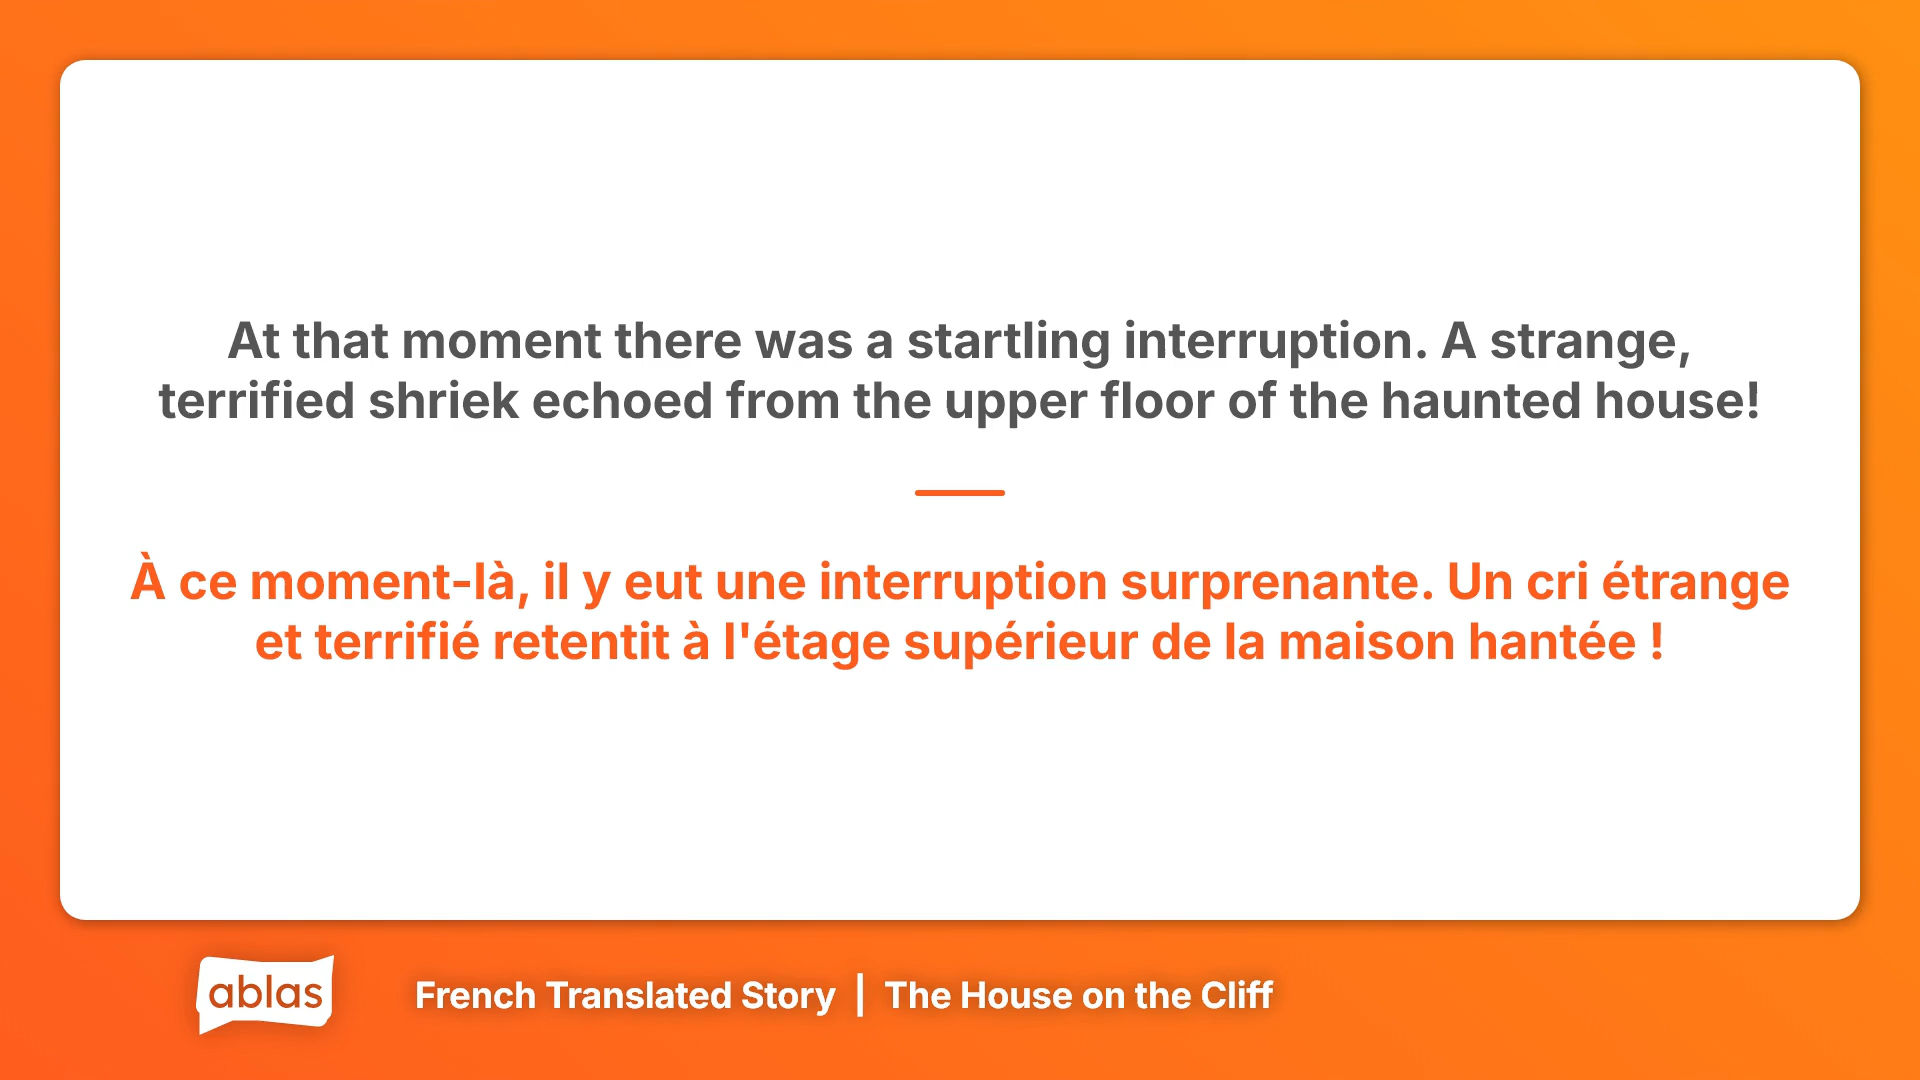 At that moment there was a startling interruption. A strange,
terrified shriek echoed from the upper floor of the haunted house!
À ce moment-là, il y eut une interruption surprenante. Un cri étrange
et terrifié retentit à l'étage supérieur de la maison hantée !
ablas
French Translated Story | The House on the Cliff